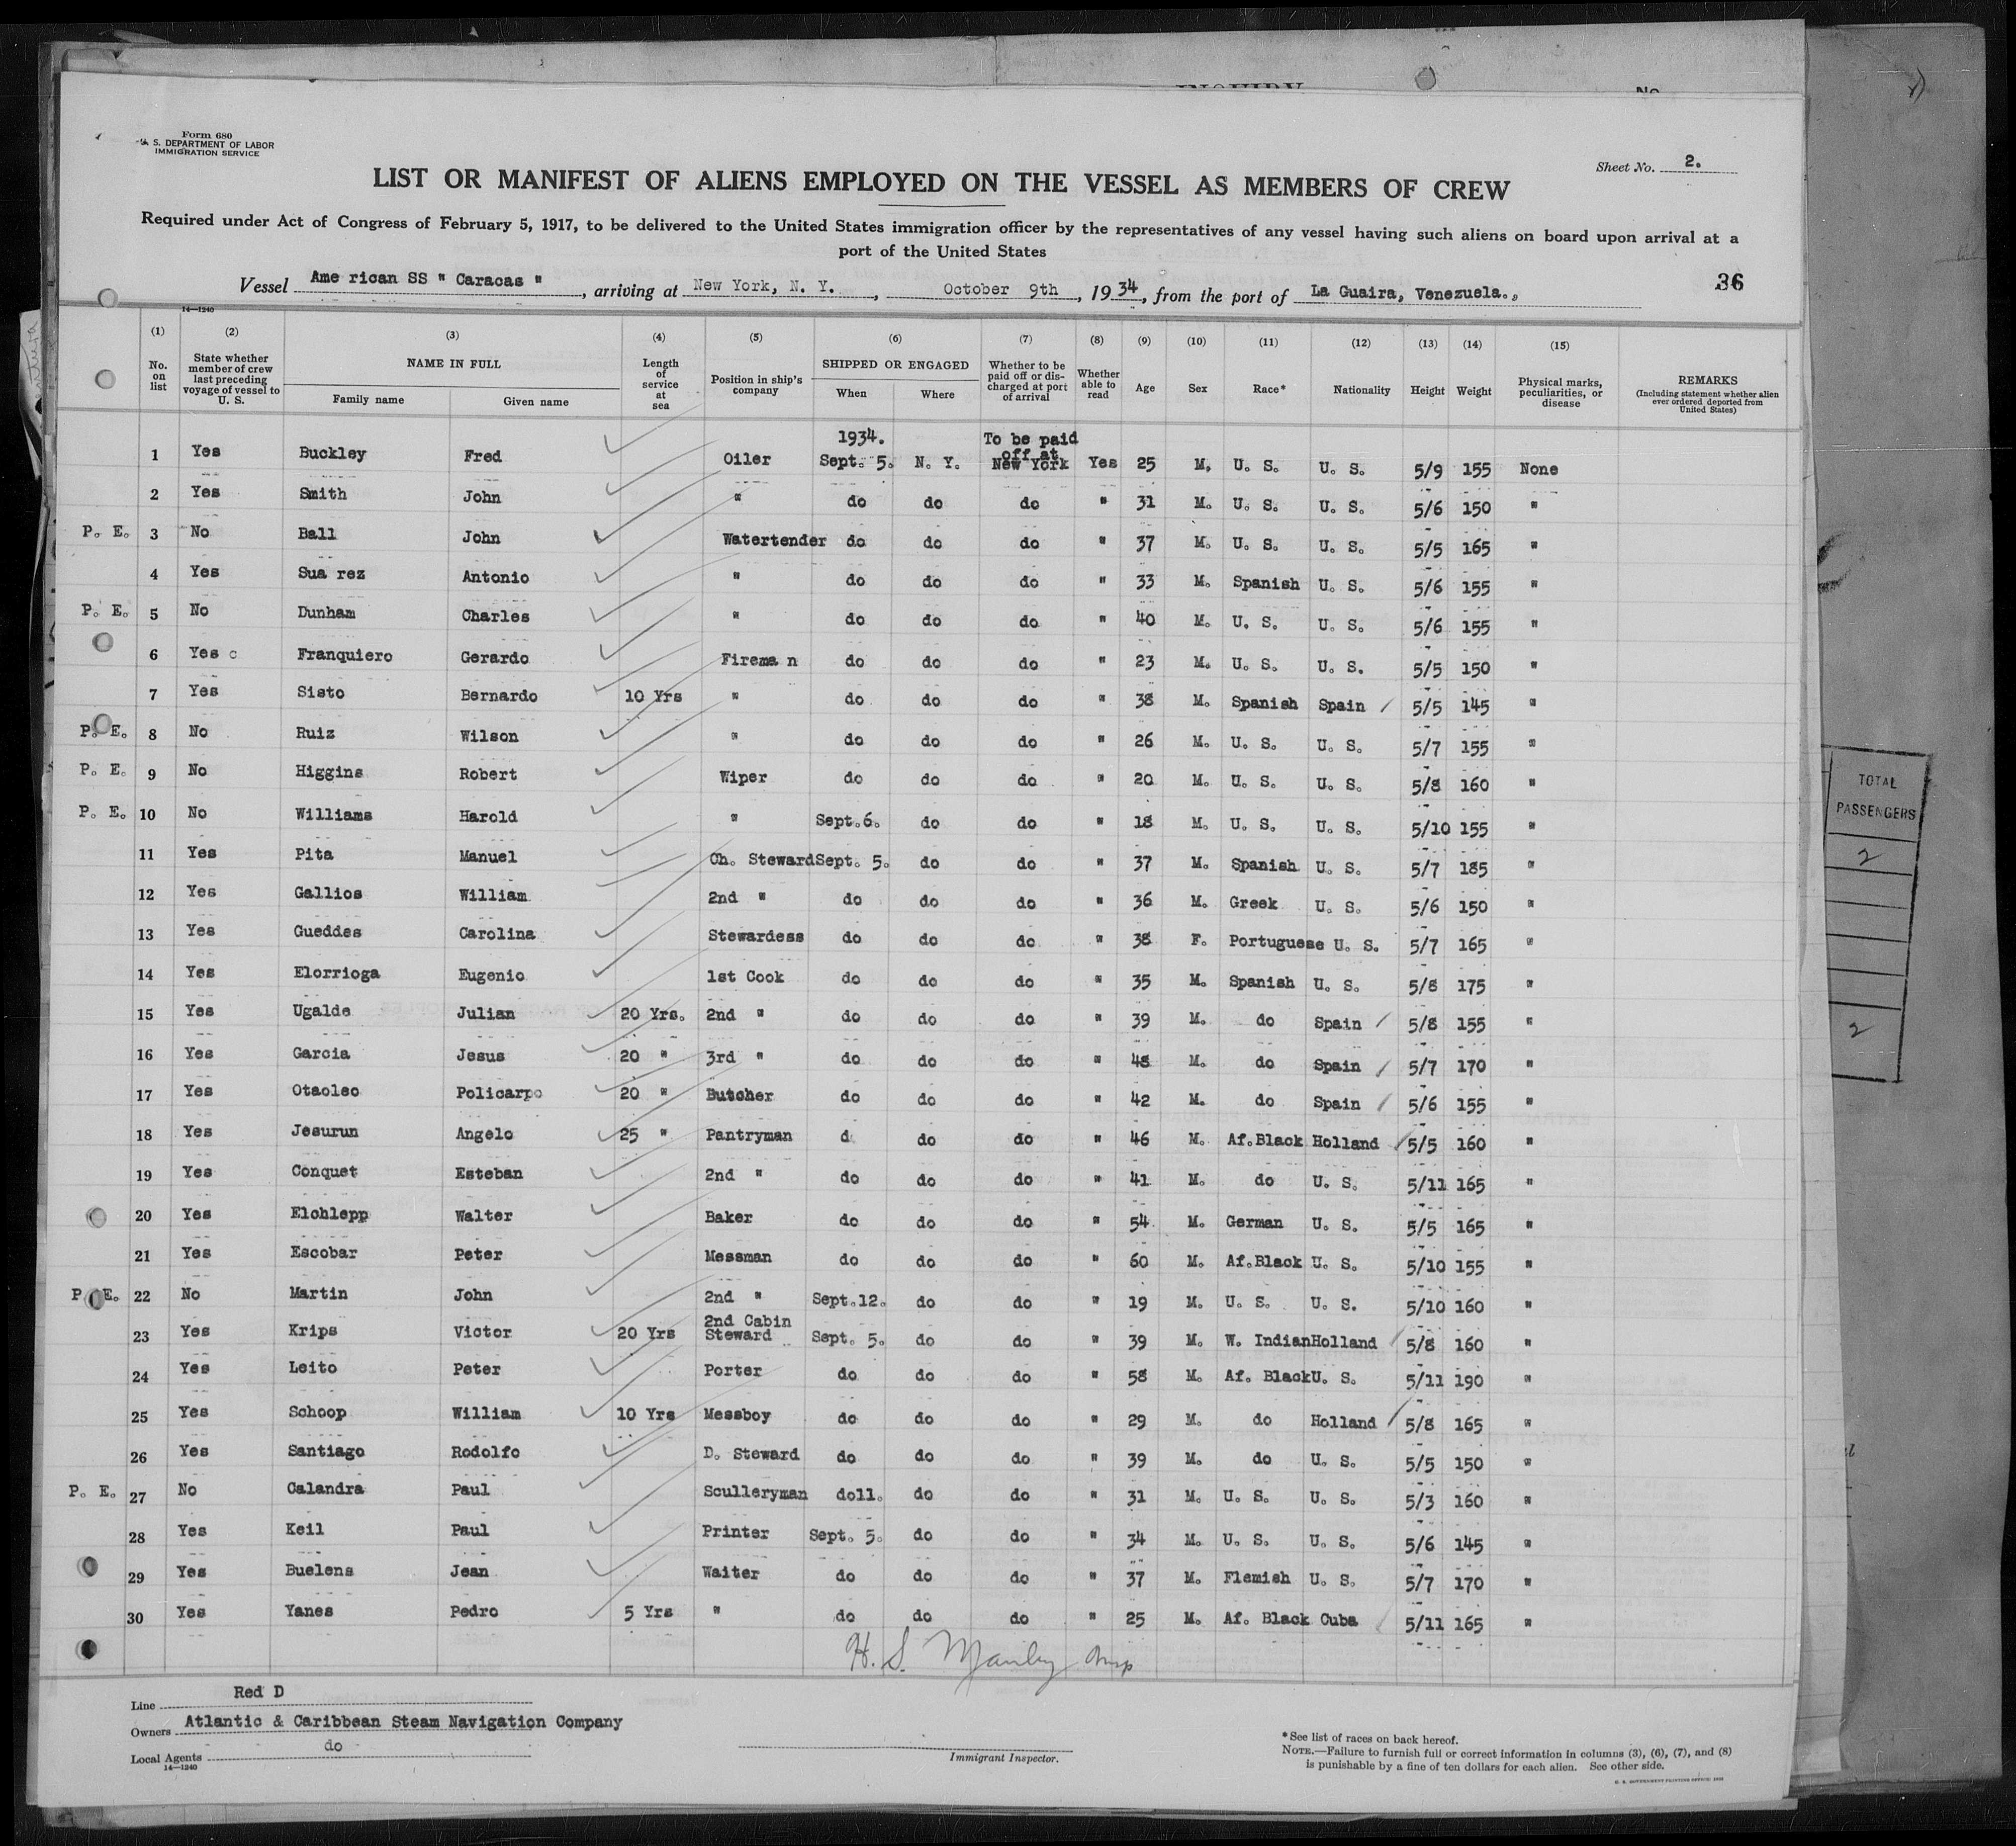 INQUIRY
No
Form 680
U. S. DEPARTMENT OF LABOR
IMMIGRATION SERVICE
Sheet No. 2.
LIST OR MANIFEST OF ALIENS EMPLOYED ON THE VESSEL AS MEMBERS OF CREW
Required under Act of Congress of February 5, 1917, to be delivered to the United States immigration officer by the representatives of any vessel having such aliens on board upon arrival at a
port of the United States
36
Vessel Ame rican SS " Caracas ", arriving at New York, N. Y., October 9th, 1934, from the port of La Guaira, Venezuela.,
14—1240
(1) (2) (3) (4) (5) (6) (7) (8) (9) (10) (11) (12) (13) (14) (15)
No. on list State whether member of crew last preceding voyage of vessel to U. S. NAME IN FULL Family name Given name Length of service at sea Position in ship's company SHIPPED OR ENGAGED When Where Whether to be paid off or discharged at port of arrival Whether able to read Age Sex Race* Nationality Height Weight Physical marks, peculiarities, or disease REMARKS (Including statement whether alien ever ordered deported from United States)
1934. To be paid off at
1 Yes Buckley Fred Oiler Sept. 5. N. Y. New York Yes 25 M. U. S. U. S. 5/9 155 None
2 Yes Smith John " do do do " 31 M. U. S. U. S. 5/6 150 "
P. E. 3 No Ball John Watertender do do do " 37 M. U. S. U. S. 5/5 165 "
4 Yes Sua rez Antonio " do do do " 33 M. Spanish U. S. 5/6 155 "
P. E. 5 No Dunham Charles " do do do " 40 M. U. S. U. S. 5/6 155 "
6 Yes c Franquiero Gerardo Firema n do do do " 23 M. U. S. U. S. 5/5 150 "
7 Yes Sisto Bernardo 10 Yrs " do do do " 38 M. Spanish Spain 5/5 145 "
P. E. 8 No Ruiz Wilson " do do do " 26 M. U. S. U. S. 5/7 155 "
P. E. 9 No Higgins Robert Wiper do do do " 20 M. U. S. U. S. 5/8 160 "
P. E. 10 No Williams Harold " Sept.6. do do " 18 M. U. S. U. S. 5/10 155 "
11 Yes Pita Manuel Ch. Steward Sept. 5. do do " 37 M. Spanish U. S. 5/7 185 "
12 Yes Gallios William 2nd " do do do " 36 M. Greek U. S. 5/6 150 "
13 Yes Gueddes Carolina Stewardess do do do " 38 F. Portuguese U. S. 5/7 165 "
14 Yes Elorrioga Eugenio 1st Cook do do do " 35 M. Spanish U. S. 5/8 175 "
15 Yes Ugalde Julian 20 Yrs. 2nd " do do do " 39 M. do Spain 5/8 155 "
16 Yes Garcia Jesus 20 " 3rd " do do do " 48 M. do Spain 5/7 170 "
17 Yes Otaolec Policarpo 20 " Butcher do do do " 42 M. do Spain 5/6 155 "
18 Yes Jesurun Angelo 25 " Pantryman d do do " 46 M. Af.Black Holland 5/5 160 "
19 Yes Conquet Esteban 2nd " do do do " 41 M. do U. S. 5/11 165 "
20 Yes Elchlepp Walter Baker do do do " 54 M. German U. S. 5/5 165 "
21 Yes Escobar Peter Messman do do do " 60 M. Af.Black U. S. 5/10 155 "
P. E. 22 No Martin John 2nd " Sept.12. do do " 19 M. U. S. U. S. 5/10 160 "
23 Yes Krips Victor 20 Yrs 2nd Cabin Steward Sept. 5. do do " 39 M. W. Indian Holland 5/8 160 "
24 Yes Leito Peter Porter do do do " 58 M. Af. Black U. S. 5/11 190 "
25 Yes Schoop William 10 Yrs Messboy do do do " 29 M. do Holland 5/8 165 "
26 Yes Santiago Rodolfo D. Steward do do do " 39 M. do U. S. 5/5 150 "
P. E. 27 No Calandra Paul Sculleryman do11. do do " 31 M. U. S. U. S. 5/3 160 "
28 Yes Keil Paul Printer Sept. 5. do do " 34 M. U. S. U. S. 5/6 145 "
29 Yes Buelens Jean Waiter do do do " 37 M. Flemish U. S. 5/7 170 "
30 Yes Yanes Pedro 5 Yrs " do do do " 25 M. Af. Black Cuba 5/11 165 "
H. S. Manley Insp
Line Red D
Owners Atlantic & Caribbean Steam Navigation Company
Local Agents do
14—1240
Immigrant Inspector.
*See list of races on back hereof.
NOTE.—Failure to furnish full or correct information in columns (3), (6), (7), and (8)
is punishable by a fine of ten dollars for each alien. See other side.
TOTAL
PASSENGERS
2
2